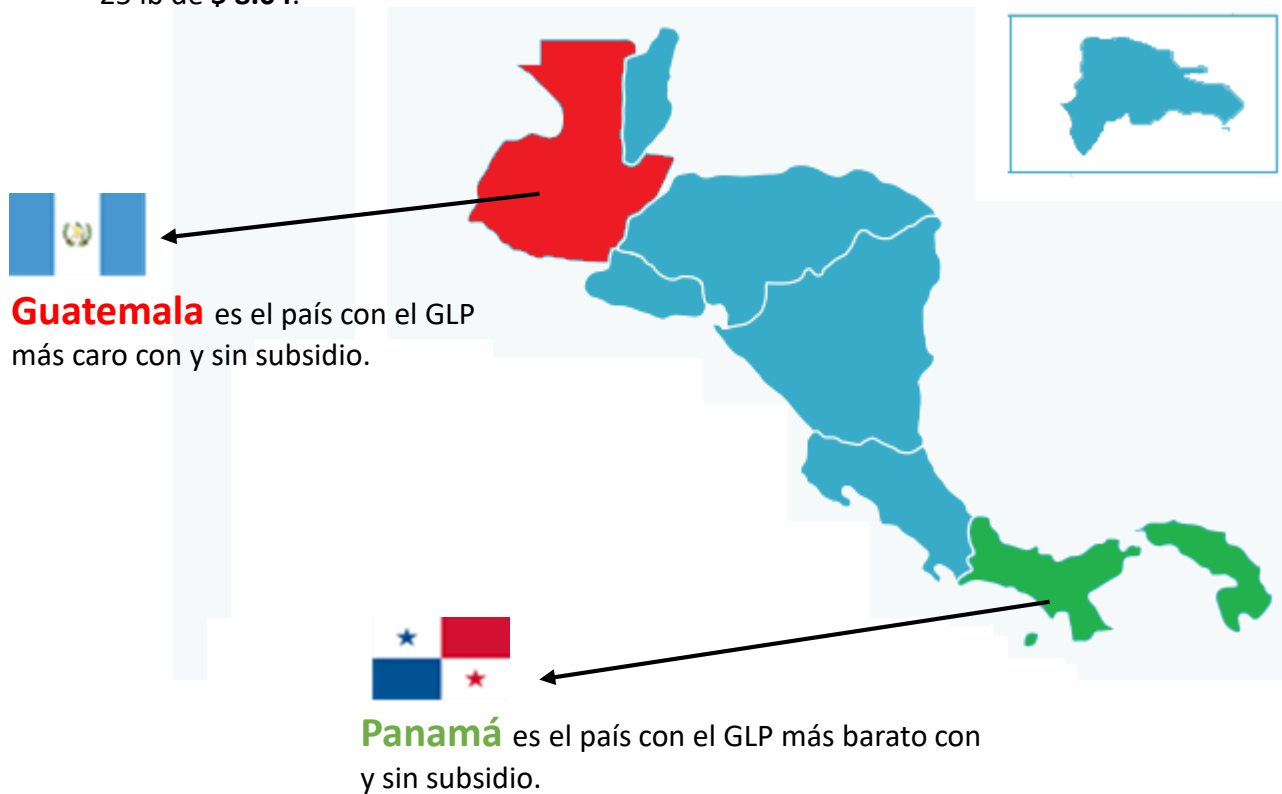 Guatemala es el país con el GLP
más caro con y sin subsidio.
Panamá es el país con el GLP más barato con
y sin subsidio.